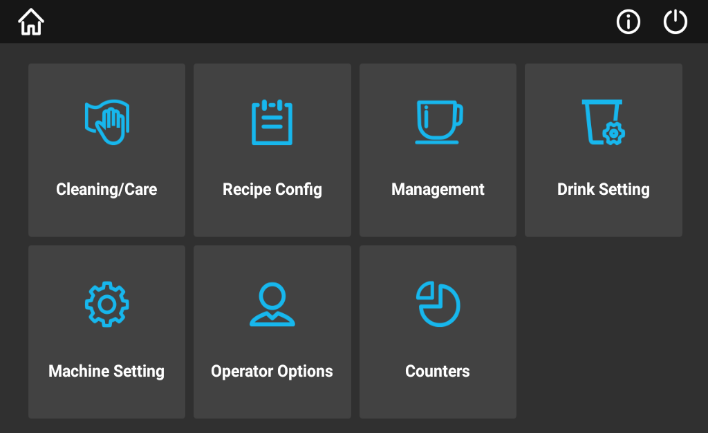 Cleaning/Care
Recipe Config
Management
Drink Setting
Machine Setting
Operator Options
Counters